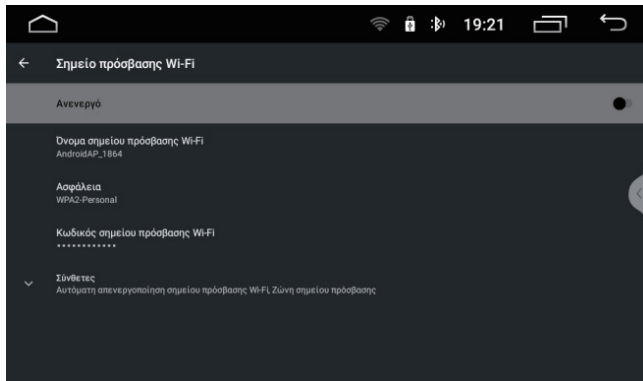 19:21
Σημείο πρόσβασης Wi-Fi
Ανενεργό
Όνομα σημείου πρόσβασης Wi-Fi
AndroidAP_1864
Ασφάλεια
WPA2-Personal
Κωδικός σημείου πρόσβασης Wi-Fi
••••••••••••
Σύνθετες
Αυτόματη απενεργοποίηση σημείου πρόσβασης Wi-Fi, Ζώνη σημείου πρόσβασης